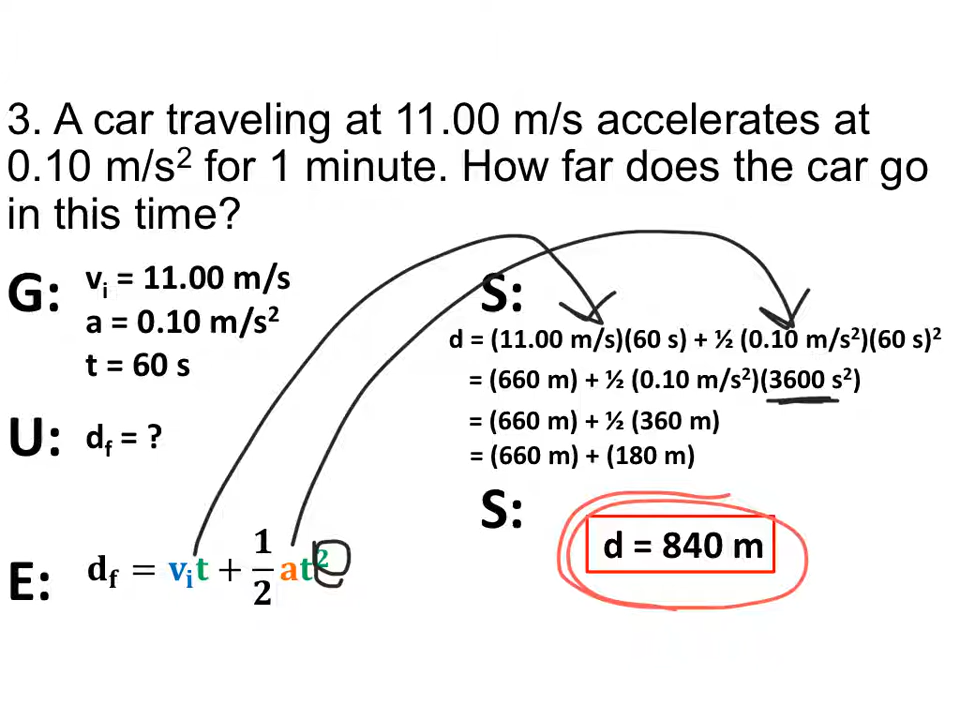 3. A car traveling at 11.00 m/s accelerates at
0.10 m/s² for 1 minute. How far does the car go
in this time?
G: vᵢ = 11.00 m/s
a = 0.10 m/s²
t = 60 s
U: d_f = ?
E: d_f = vᵢt + 1/2 at²
S:
d = (11.00 m/s)(60 s) + ½ (0.10 m/s²)(60 s)²
= (660 m) + ½ (0.10 m/s²)(3600 s²)
= (660 m) + ½ (360 m)
= (660 m) + (180 m)
S: d = 840 m